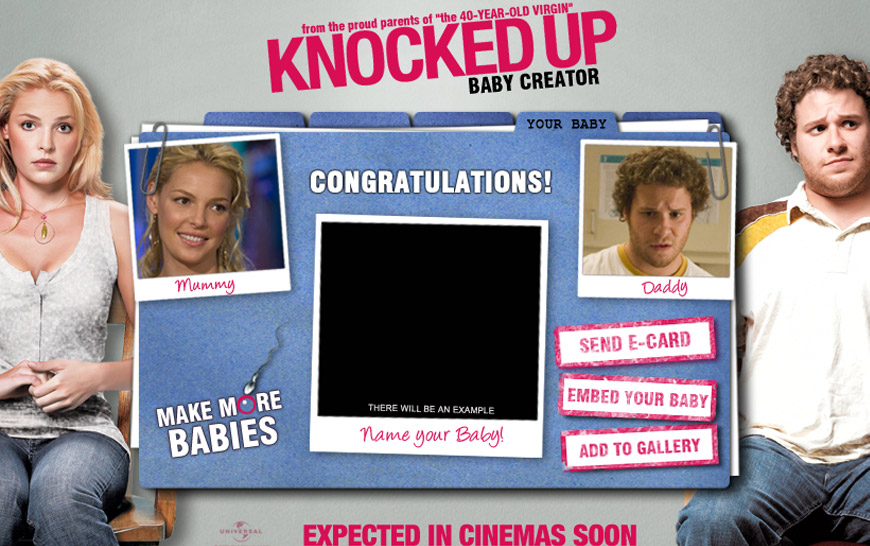 from the proud parents of "the 40-YEAR-OLD VIRGIN"
KNOCKED UP
BABY CREATOR
YOUR BABY
CONGRATULATIONS!
Mummy
Daddy
SEND E-CARD
THERE WILL BE AN EXAMPLE
EMBED YOUR BABY
MAKE MORE
BABIES
Name your Baby!
ADD TO GALLERY
UNIVERSAL
EXPECTED IN CINEMAS SOON